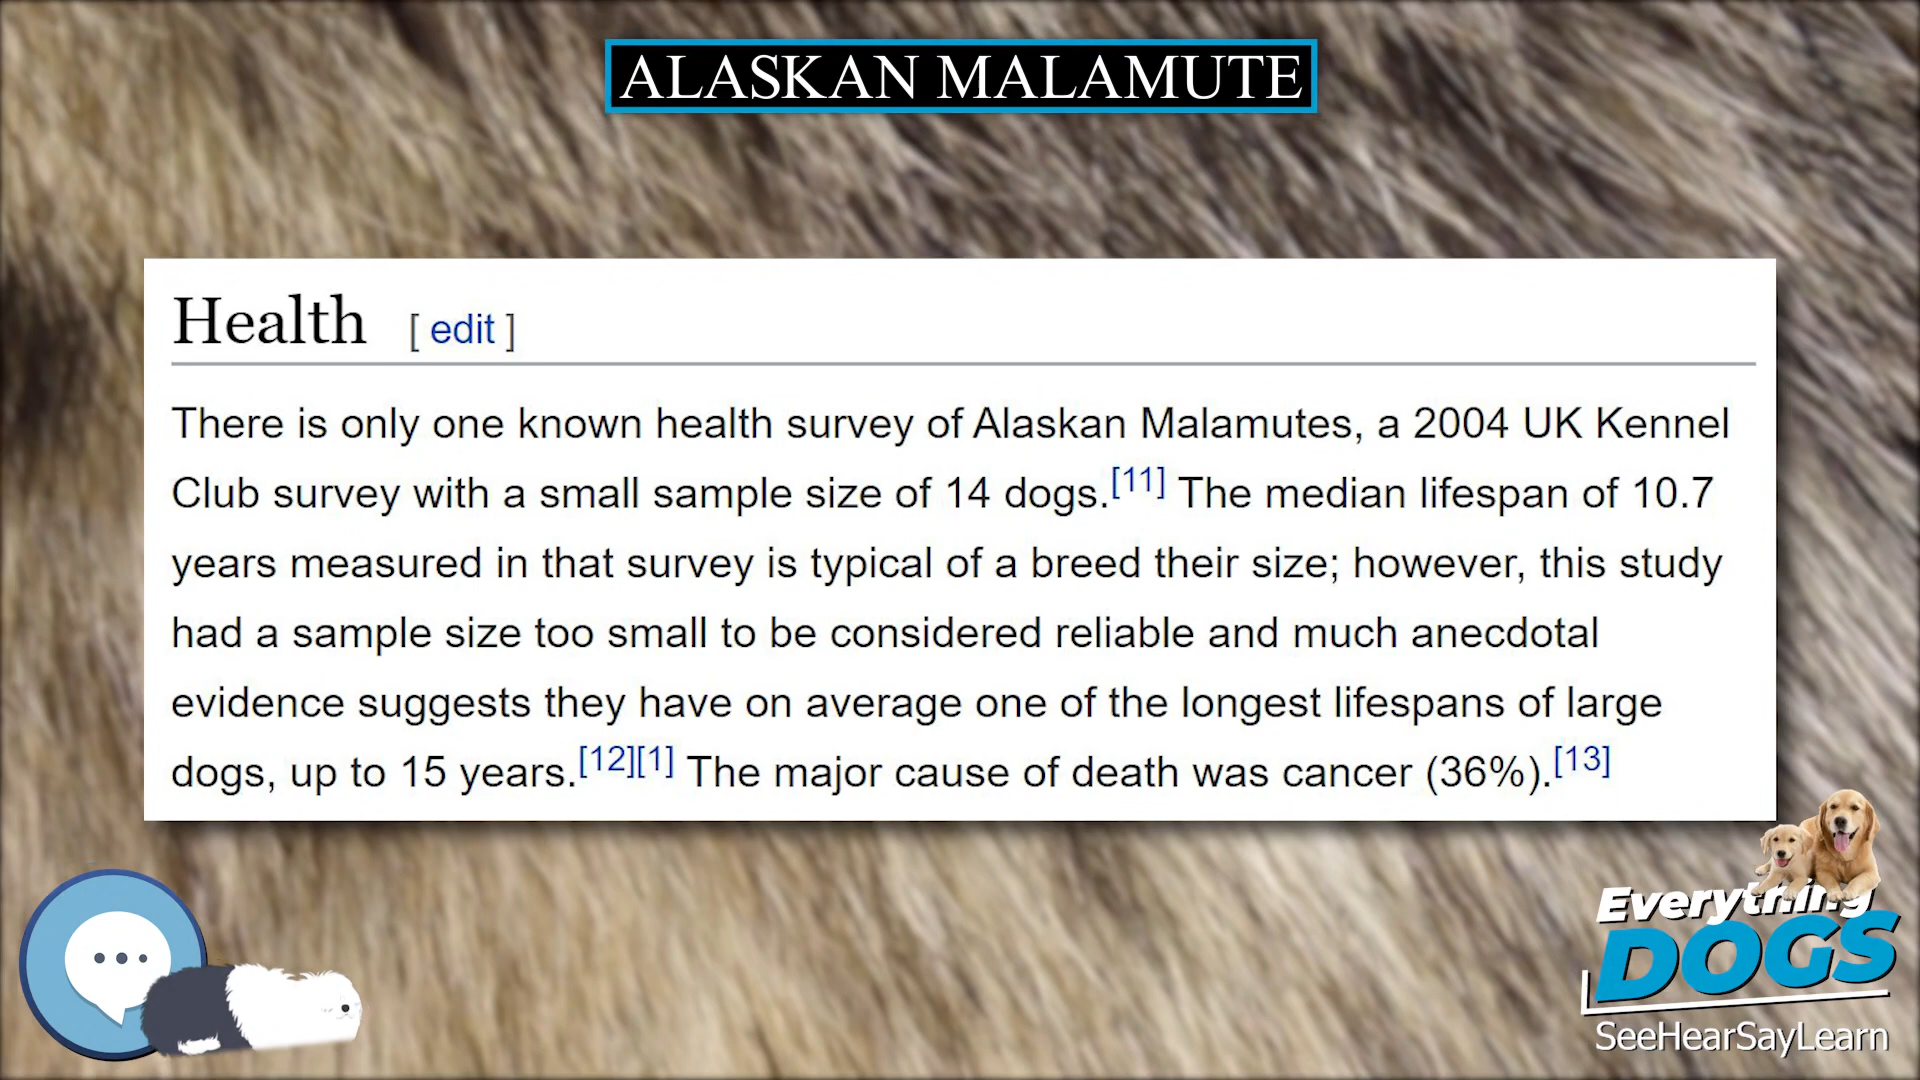 ALASKAN MALAMUTE
Health [ edit ]
There is only one known health survey of Alaskan Malamutes, a 2004 UK Kennel
Club survey with a small sample size of 14 dogs.[11] The median lifespan of 10.7
years measured in that survey is typical of a breed their size; however, this study
had a sample size too small to be considered reliable and much anecdotal
evidence suggests they have on average one of the longest lifespans of large
dogs, up to 15 years.[12][1] The major cause of death was cancer (36%).[13]
Everything
DOGS
SeeHearSayLearn